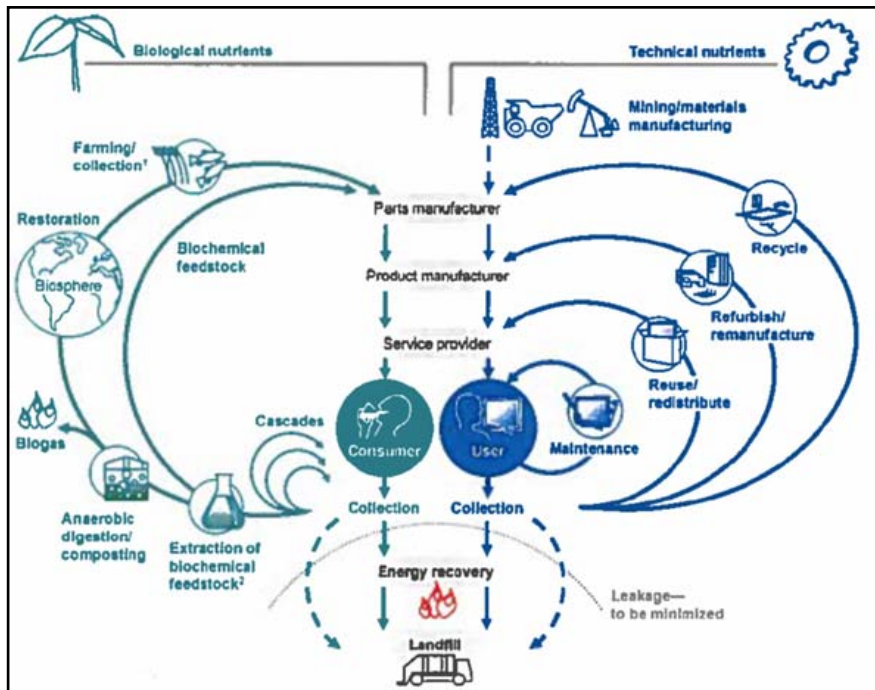 Biological nutrients
Technical nutrients
Mining/materials
manufacturing
Farming/
collection¹
Parts manufacturer
Restoration
Biochemical
feedstock
Recycle
Biosphere
Product manufacturer
Refurbish/
remanufacture
Service provider
Reuse/
redistribute
Biogas
Cascades
Consumer
User
Maintenance
Anaerobic
digestion/
composting
Extraction of
biochemical
feedstock²
Collection
Collection
Energy recovery
Leakage—
to be minimized
Landfill